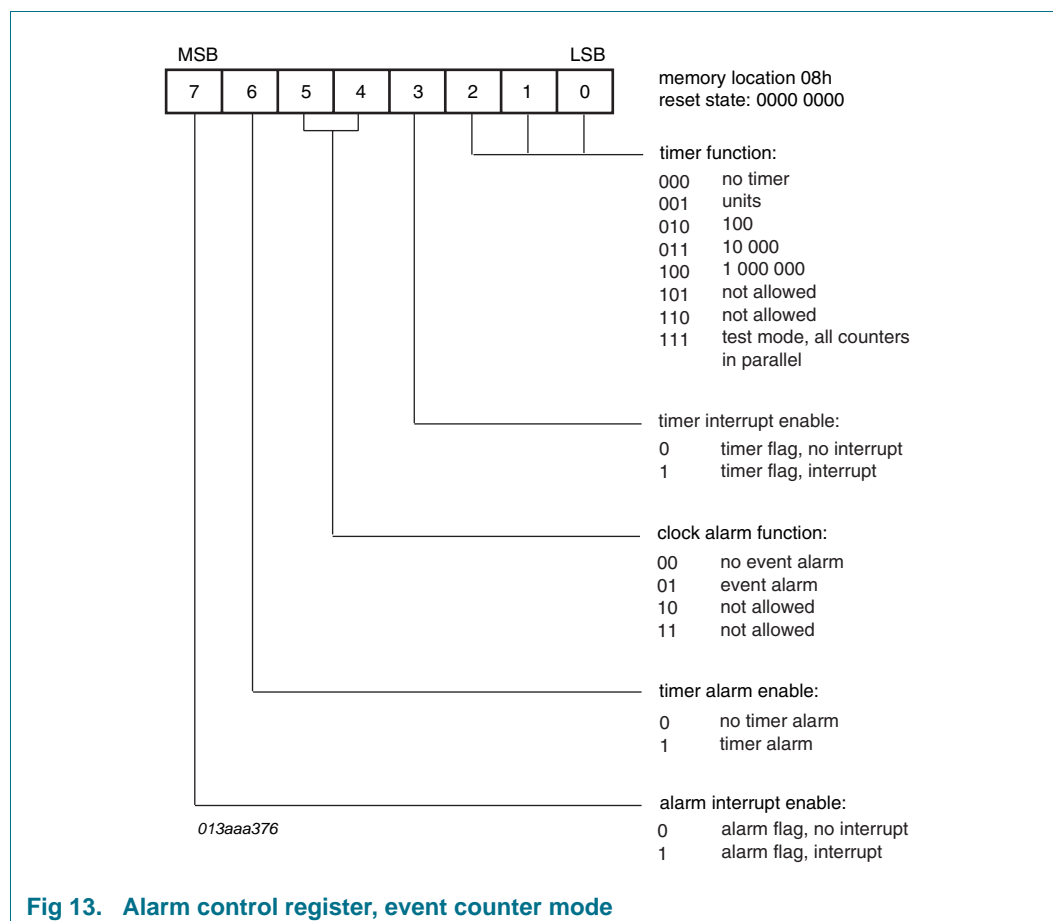 MSB LSB
7 6 5 4 3 2 1 0
memory location 08h
reset state: 0000 0000
timer function:
000 no timer
001 units
010 100
011 10 000
100 1 000 000
101 not allowed
110 not allowed
111 test mode, all counters
in parallel
timer interrupt enable:
0 timer flag, no interrupt
1 timer flag, interrupt
clock alarm function:
00 no event alarm
01 event alarm
10 not allowed
11 not allowed
timer alarm enable:
0 no timer alarm
1 timer alarm
alarm interrupt enable:
0 alarm flag, no interrupt
1 alarm flag, interrupt
013aaa376
Fig 13. Alarm control register, event counter mode